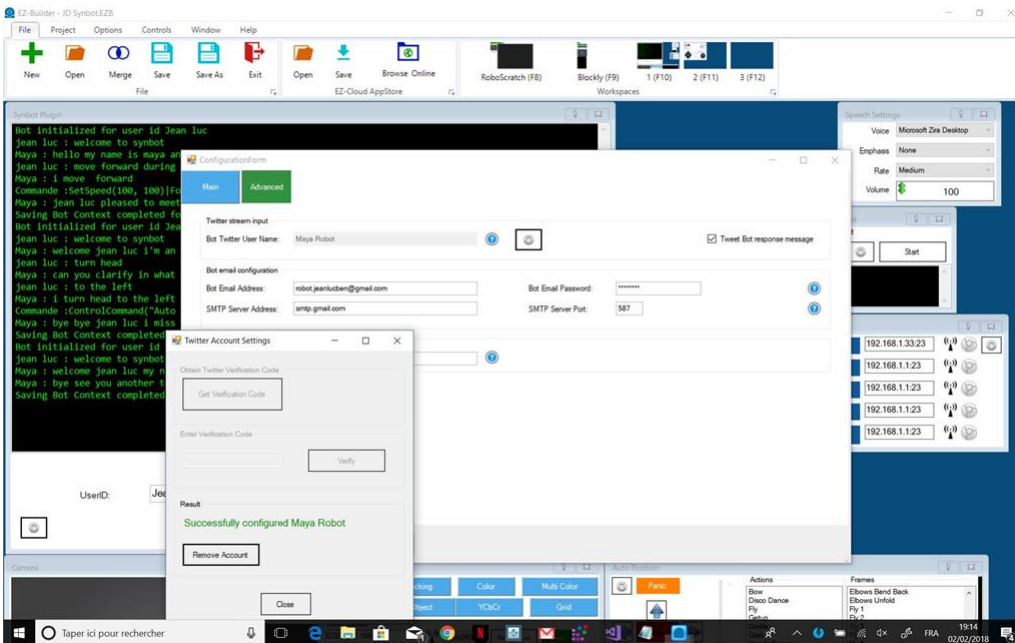 EZ-Builder - JD Synbot.EZB
File Project Options Controls Window Help
New Open Merge Save Save As Exit Open Save Browse Online RoboScratch (F8) Blockly (F9) 1 (F10) 2 (F11) 3 (F12)
File EZ-Cloud AppStore Workspaces
Synbot Plugin
Bot initialized for user id Jean luc
jean luc : welcome to synbot
Maya : hello my name is maya an
jean luc : move forward during
Maya : i move forward
Commande :SetSpeed(100, 100)|Fo
Maya : jean luc pleased to meet
Saving Bot Context completed fo
Bot initialized for user id Jea
jean luc : welcome to synbot
Maya : welcome jean luc i'm an
jean luc : turn head
Maya : can you clarify in what
jean luc : to the left
Maya : i turn head to the left
Commande :ControlCommand("Auto
Maya : bye bye jean luc i miss
Saving Bot Context completed
Bot initialized for user id
jean luc : welcome to synbot
Maya : welcome jean luc my n
Maya : bye see you another t
Saving Bot Context completed
UserID: Jea
ConfigurationForm
Main Advanced
Twitter stream input
Bot Twitter User Name: Maya Robot Tweet Bot response message
Bot email configuration
Bot Email Address: robot.jeanlucben@gmail.com Bot Email Password: ********
SMTP Server Address: smtp.gmail.com SMTP Server Port: 587
Twitter Account Settings
Obtain Twitter Verification Code
Get Verification Code
Enter Verification Code
Verify
Result
Successfully configured Maya Robot
Remove Account
Close
Speech Settings
Voice Microsoft Zira Desktop
Emphasis None
Rate Medium
Volume 100
Start
192.168.1.33:23
192.168.1.1:23
192.168.1.1:23
192.168.1.1:23
192.168.1.1:23
Camera
cking Color Multi Color
Object YCbCr Grid
Auto Position
Panic
Actions
Bow
Disco Dance
Fly
Getup
Frames
Elbows Bend Back
Elbows Unfold
Fly 1
Fly 2
Taper ici pour rechercher
FRA
19:14
02/02/2018